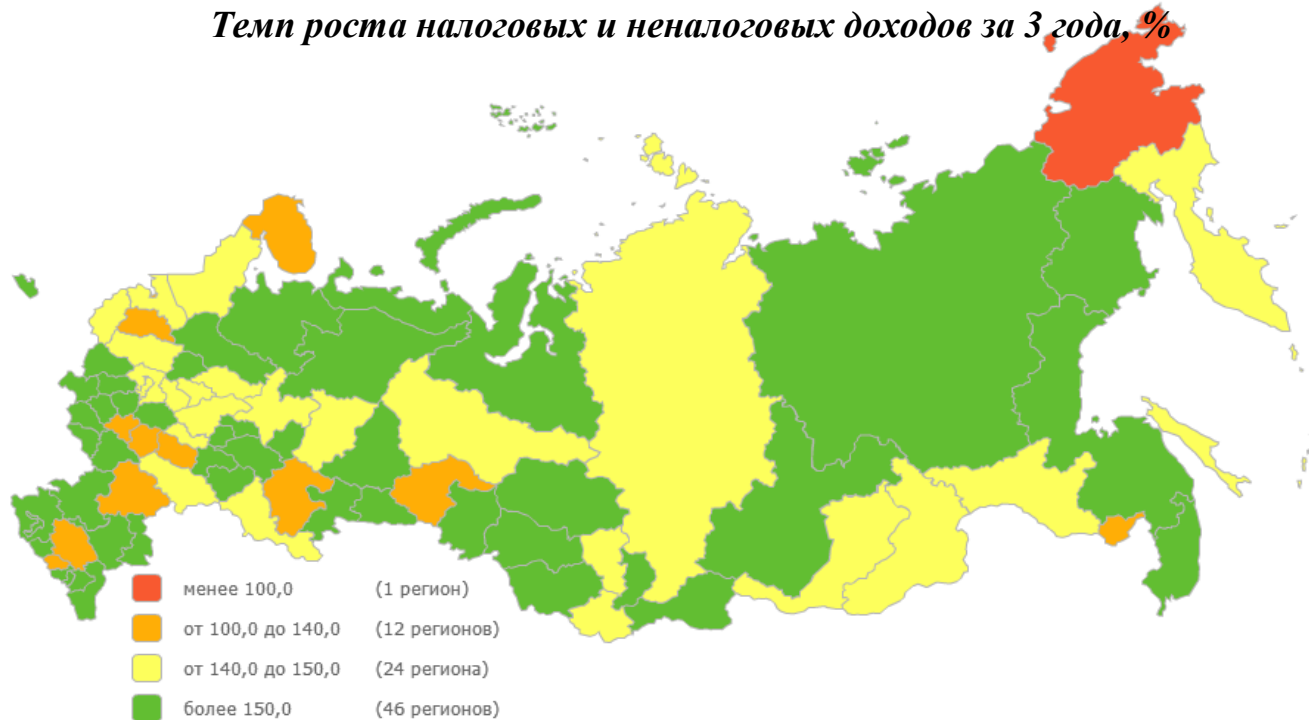 Темп роста налоговых и неналоговых доходов за 3 года, %
менее 100,0 (1 регион)
от 100,0 до 140,0 (12 регионов)
от 140,0 до 150,0 (24 региона)
более 150,0 (46 регионов)